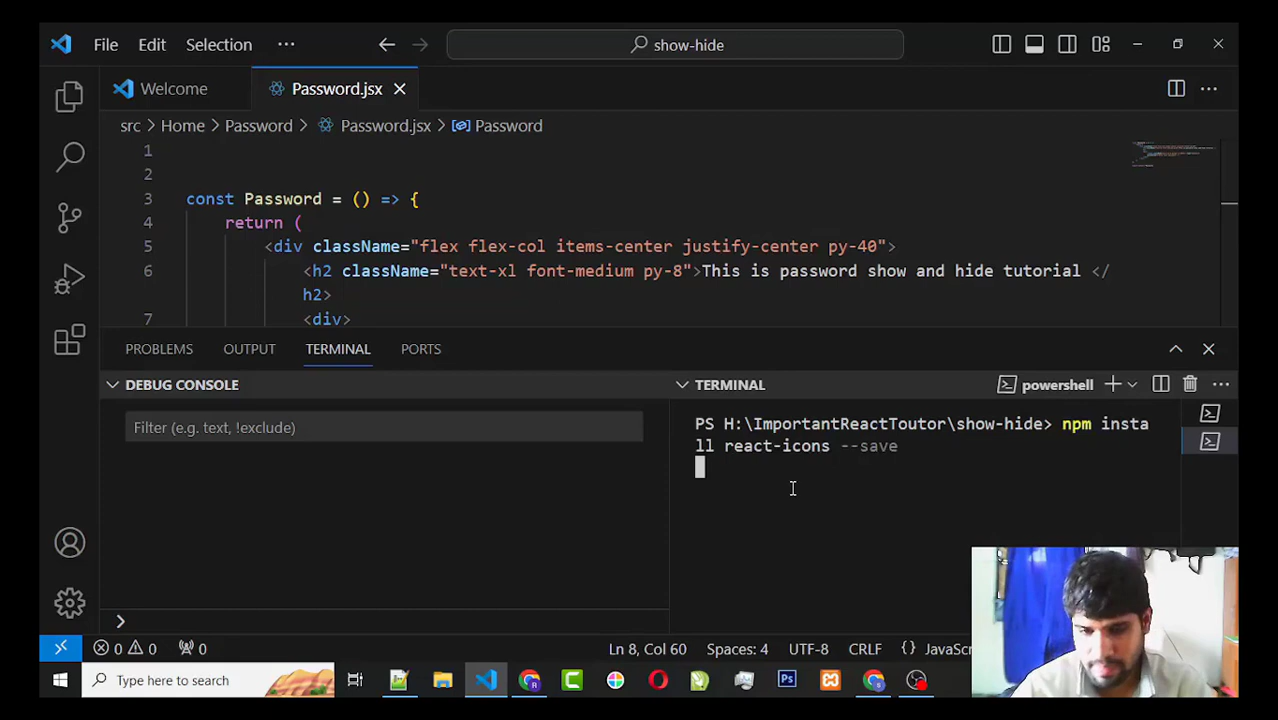 File Edit Selection ··· show-hide
Welcome Password.jsx
src > Home > Password > Password.jsx > Password
1
2
3 const Password = () => {
4 return (
5 <div className="flex flex-col items-center justify-center py-40">
6 <h2 className="text-xl font-medium py-8">This is password show and hide tutorial </
h2>
7 <div>
PROBLEMS OUTPUT TERMINAL PORTS
DEBUG CONSOLE
Filter (e.g. text, !exclude)
TERMINAL powershell
PS H:\ImportantReactToutor\show-hide> npm insta
ll react-icons --save
0 0 0 Ln 8, Col 60 Spaces: 4 UTF-8 CRLF {} JavaSc
Type here to search